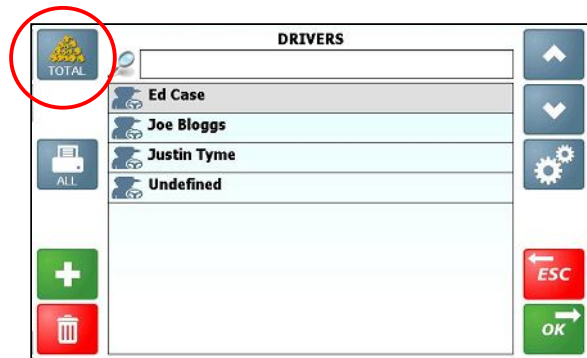 DRIVERS
TOTAL
Ed Case
Joe Bloggs
Justin Tyme
Undefined
ALL
ESC
OK